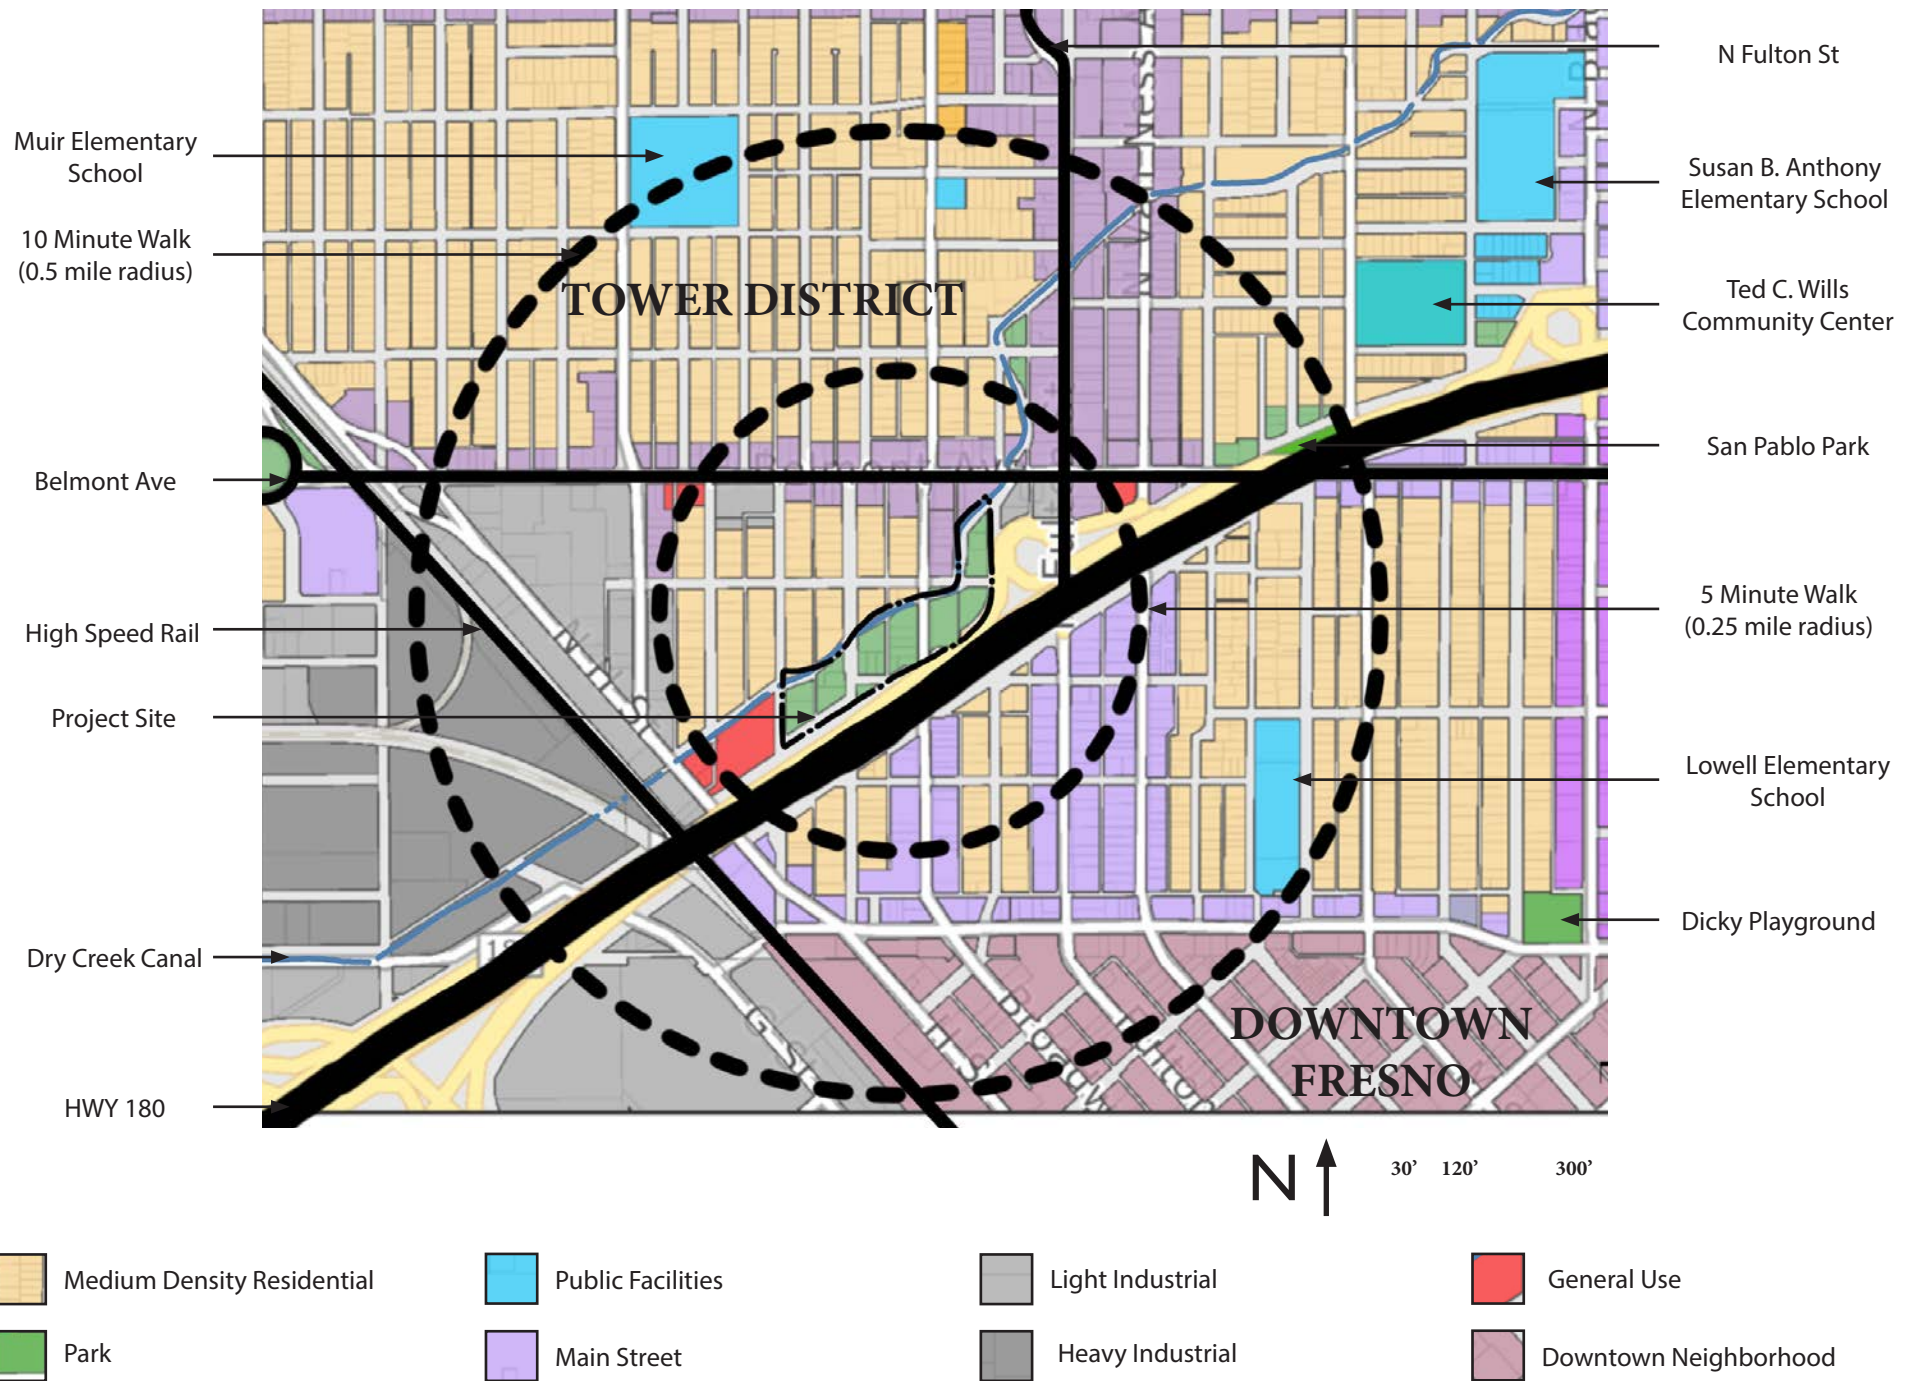 N Fulton St
Muir Elementary
School
Susan B. Anthony
Elementary School
10 Minute Walk
(0.5 mile radius)
TOWER DISTRICT
Ted C. Wills
Community Center
San Pablo Park
Belmont Ave
Belmont Av
5 Minute Walk
(0.25 mile radius)
High Speed Rail
Project Site
Lowell Elementary
School
Dicky Playground
Dry Creek Canal
DOWNTOWN
FRESNO
HWY 180
N
30’ 120’ 300’
Medium Density Residential
Public Facilities
Light Industrial
General Use
Park
Main Street
Heavy Industrial
Downtown Neighborhood